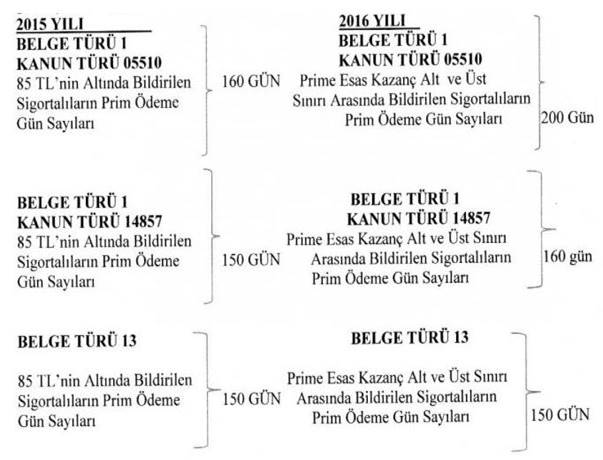 2015 YILI
BELGE TÜRÜ 1
KANUN TÜRÜ 05510
85 TL'nin Altında Bildirilen
Sigortalıların Prim Ödeme
Gün Sayıları
160 GÜN
2016 YILI
BELGE TÜRÜ 1
KANUN TÜRÜ 05510
Prime Esas Kazanç Alt ve Üst
Sınırı Arasında Bildirilen Sigortalıların
Prim Ödeme Gün Sayıları
200 Gün
BELGE TÜRÜ 1
KANUN TÜRÜ 14857
85 TL'nin Altında Bildirilen
Sigortalıların Prim Ödeme
Gün Sayıları
150 GÜN
BELGE TÜRÜ 1
KANUN TÜRÜ 14857
Prime Esas Kazanç Alt ve Üst Sınırı
Arasında Bildirilen Sigortalıların
Prim Ödeme Gün Sayıları
160 gün
BELGE TÜRÜ 13
85 TL'nin Altında Bildirilen
Sigortalıların Prim Ödeme
Gün Sayıları
150 GÜN
BELGE TÜRÜ 13
Prime Esas Kazanç Alt ve Üst Sınırı
Arasında Bildirilen Sigortalıların
Prim Ödeme Gün Sayıları
150 GÜN